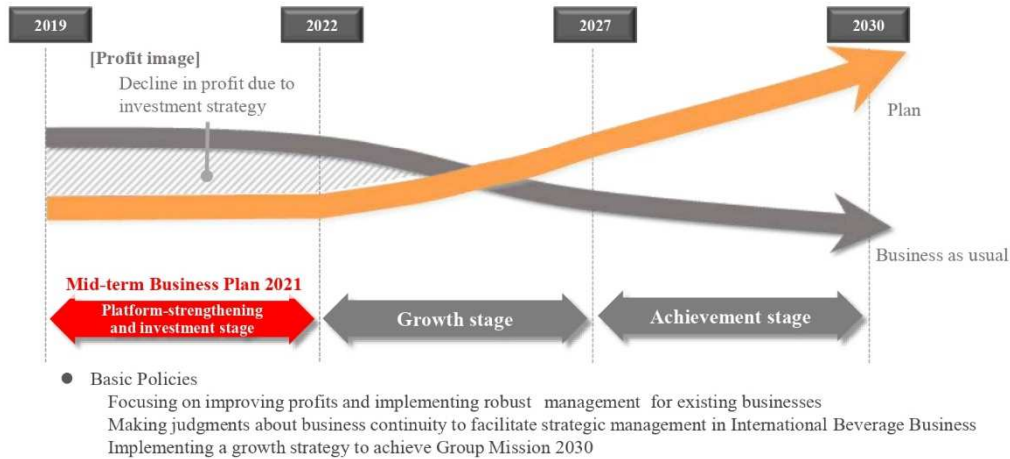 2019
2022
2027
2030
[Profit image]
Decline in profit due to
investment strategy
Plan
Business as usual
Mid-term Business Plan 2021
Platform-strengthening
and investment stage
Growth stage
Achievement stage
● Basic Policies
Focusing on improving profits and implementing robust management for existing businesses
Making judgments about business continuity to facilitate strategic management in International Beverage Business
Implementing a growth strategy to achieve Group Mission 2030